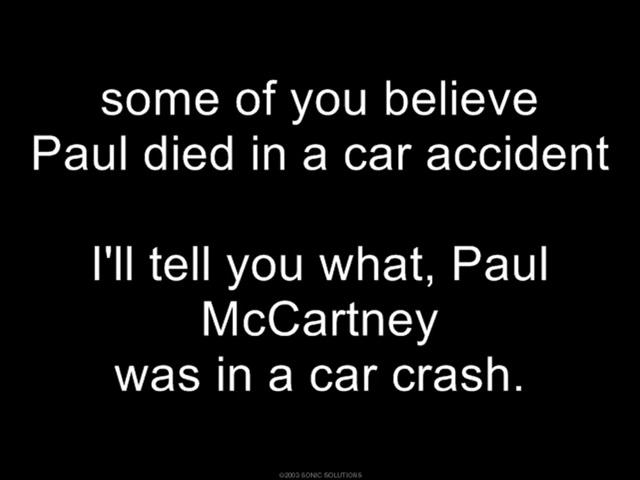 some of you believe
Paul died in a car accident
I'll tell you what, Paul
McCartney
was in a car crash.
©2003 SONIC SOLUTIONS